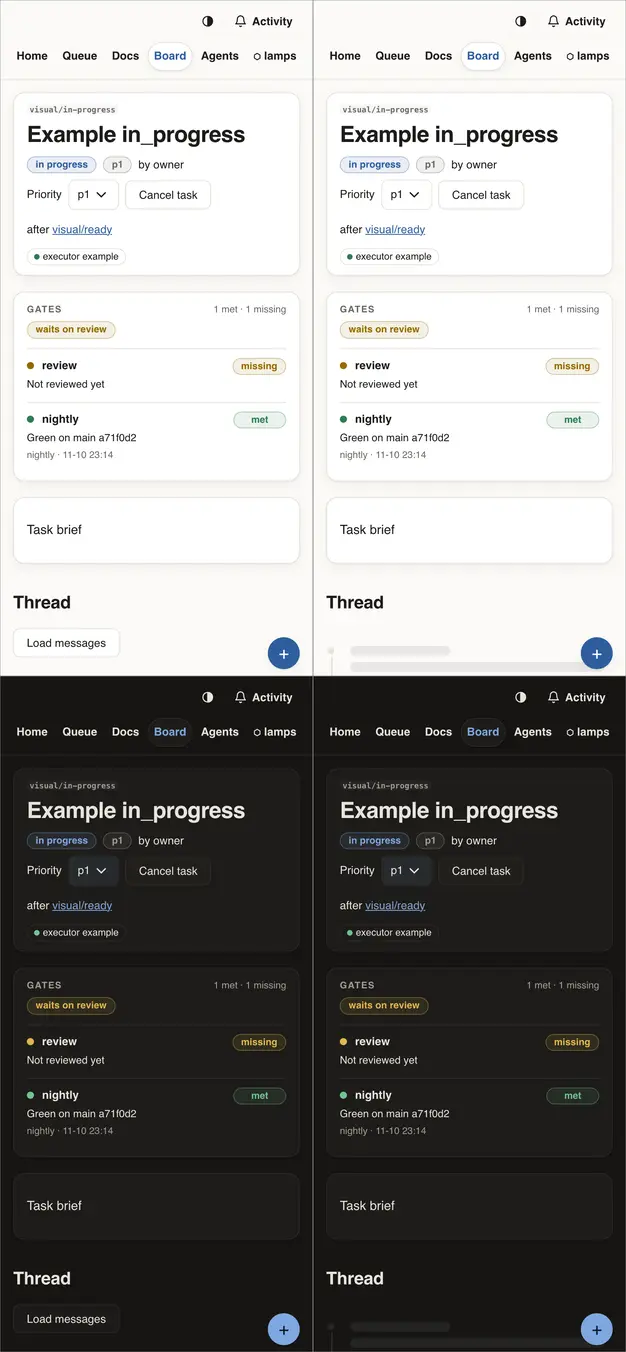 Activity
Home Queue Docs Board Agents lamps
visual/in-progress
Example in_progress
in progress p1 by owner
Priority p1 Cancel task
after visual/ready
executor example
GATES 1 met · 1 missing
waits on review
review missing
Not reviewed yet
nightly met
Green on main a71f0d2
nightly · 11-10 23:14
Task brief
Thread
Load messages
+
Activity
Home Queue Docs Board Agents lamps
visual/in-progress
Example in_progress
in progress p1 by owner
Priority p1 Cancel task
after visual/ready
executor example
GATES 1 met · 1 missing
waits on review
review missing
Not reviewed yet
nightly met
Green on main a71f0d2
nightly · 11-10 23:14
Task brief
Thread
+
Activity
Home Queue Docs Board Agents lamps
visual/in-progress
Example in_progress
in progress p1 by owner
Priority p1 Cancel task
after visual/ready
executor example
GATES 1 met · 1 missing
waits on review
review missing
Not reviewed yet
nightly met
Green on main a71f0d2
nightly · 11-10 23:14
Task brief
Thread
Load messages
+
Activity
Home Queue Docs Board Agents lamps
visual/in-progress
Example in_progress
in progress p1 by owner
Priority p1 Cancel task
after visual/ready
executor example
GATES 1 met · 1 missing
waits on review
review missing
Not reviewed yet
nightly met
Green on main a71f0d2
nightly · 11-10 23:14
Task brief
Thread
+